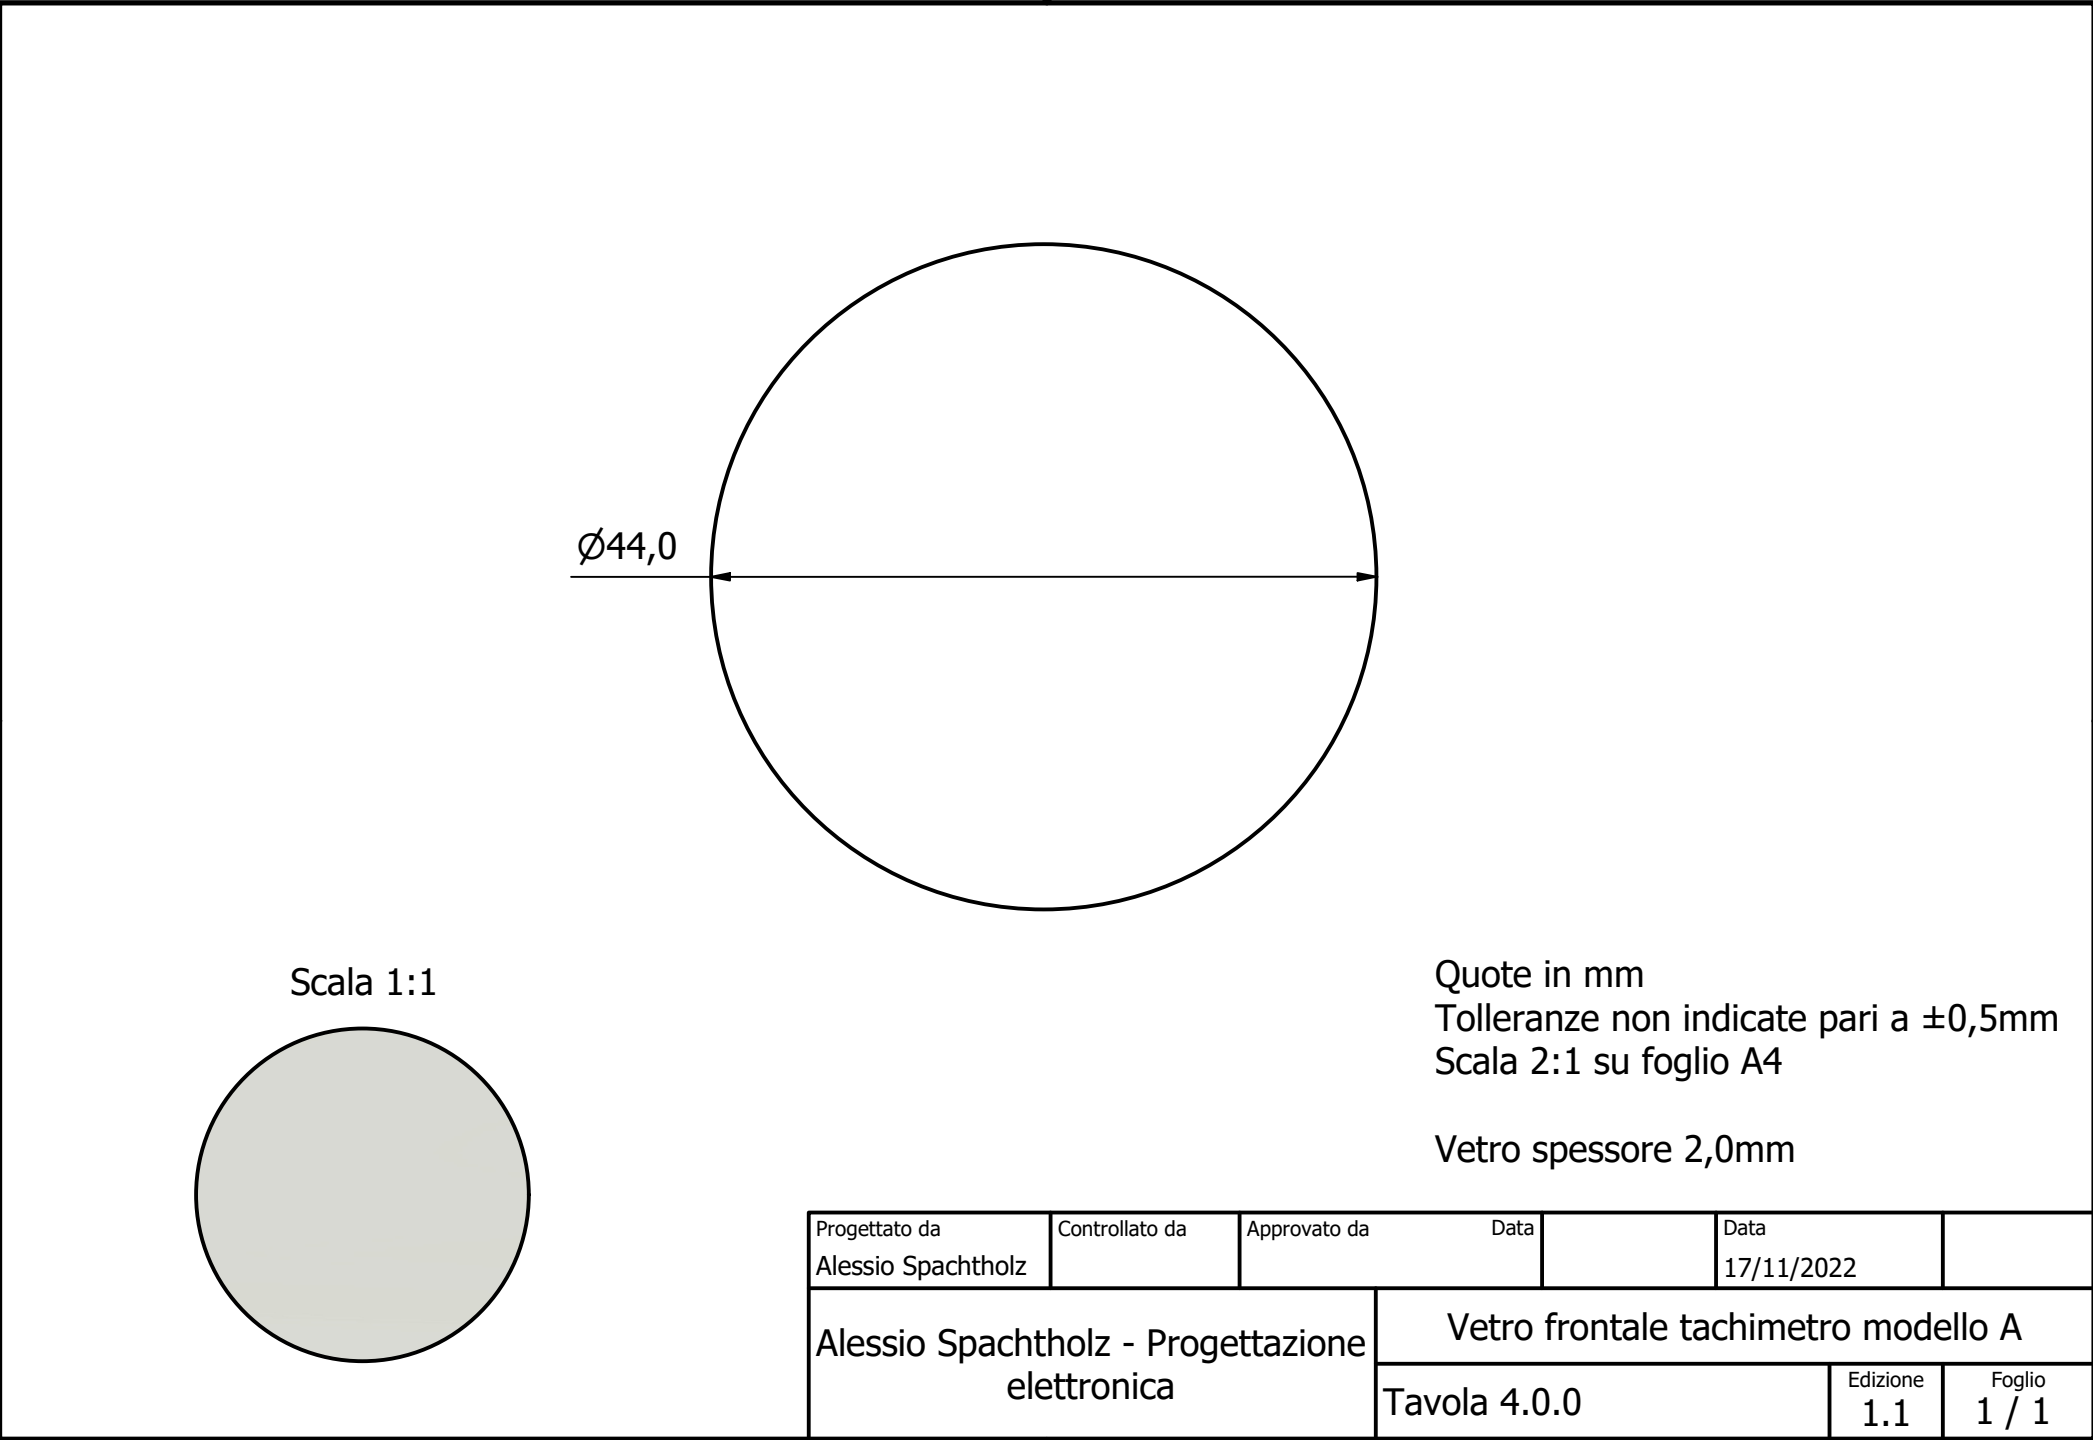 Ø44,0
Scala 1:1
Quote in mm
Tolleranze non indicate pari a ±0,5mm
Scala 2:1 su foglio A4
Vetro spessore 2,0mm
Progettato da
Alessio Spachtholz
Controllato da
Approvato da
Data
Data
17/11/2022
Alessio Spachtholz - Progettazione
elettronica
Vetro frontale tachimetro modello A
Tavola 4.0.0
Edizione
1.1
Foglio
1 / 1